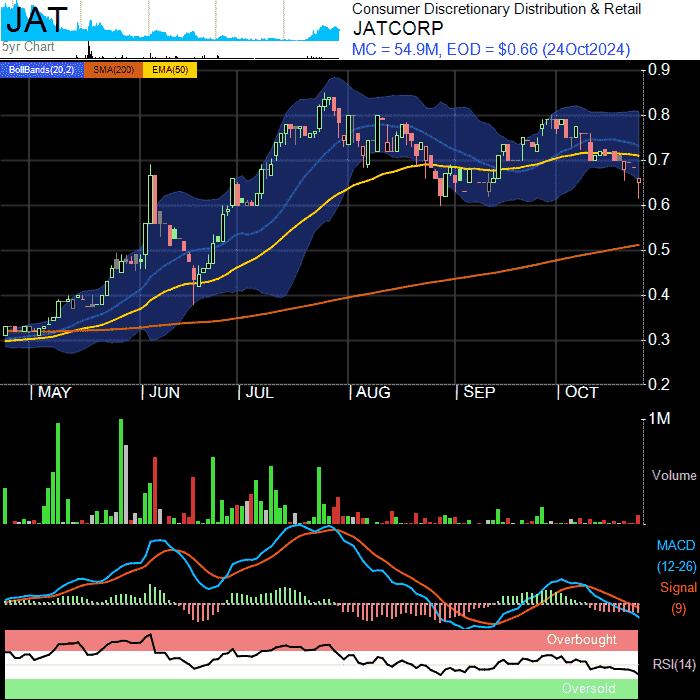 JAT
5yr Chart
Consumer Discretionary Distribution & Retail
JATCORP
MC = 54.9M, EOD = $0.66 (24Oct2024)
BollBands(20,2) SMA(200) EMA(50)
0.9
0.8
0.7
0.6
0.5
0.4
0.3
0.2
MAY JUN JUL AUG SEP OCT
1M
Volume
MACD
(12-26)
Signal
(9)
Overbought
RSI(14)
Oversold